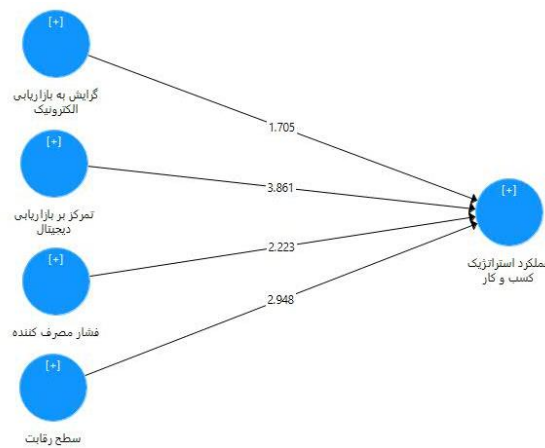 [+]
گرایش به بازاریابی
الکترونیک
1.705
[+]
تمرکز بر بازاریابی
دیجیتال
3.861
[+]
عملکرد استراتژیک
کسب و کار
[+]
فشار مصرف کننده
2.223
[+]
سطح رقابت
2.948